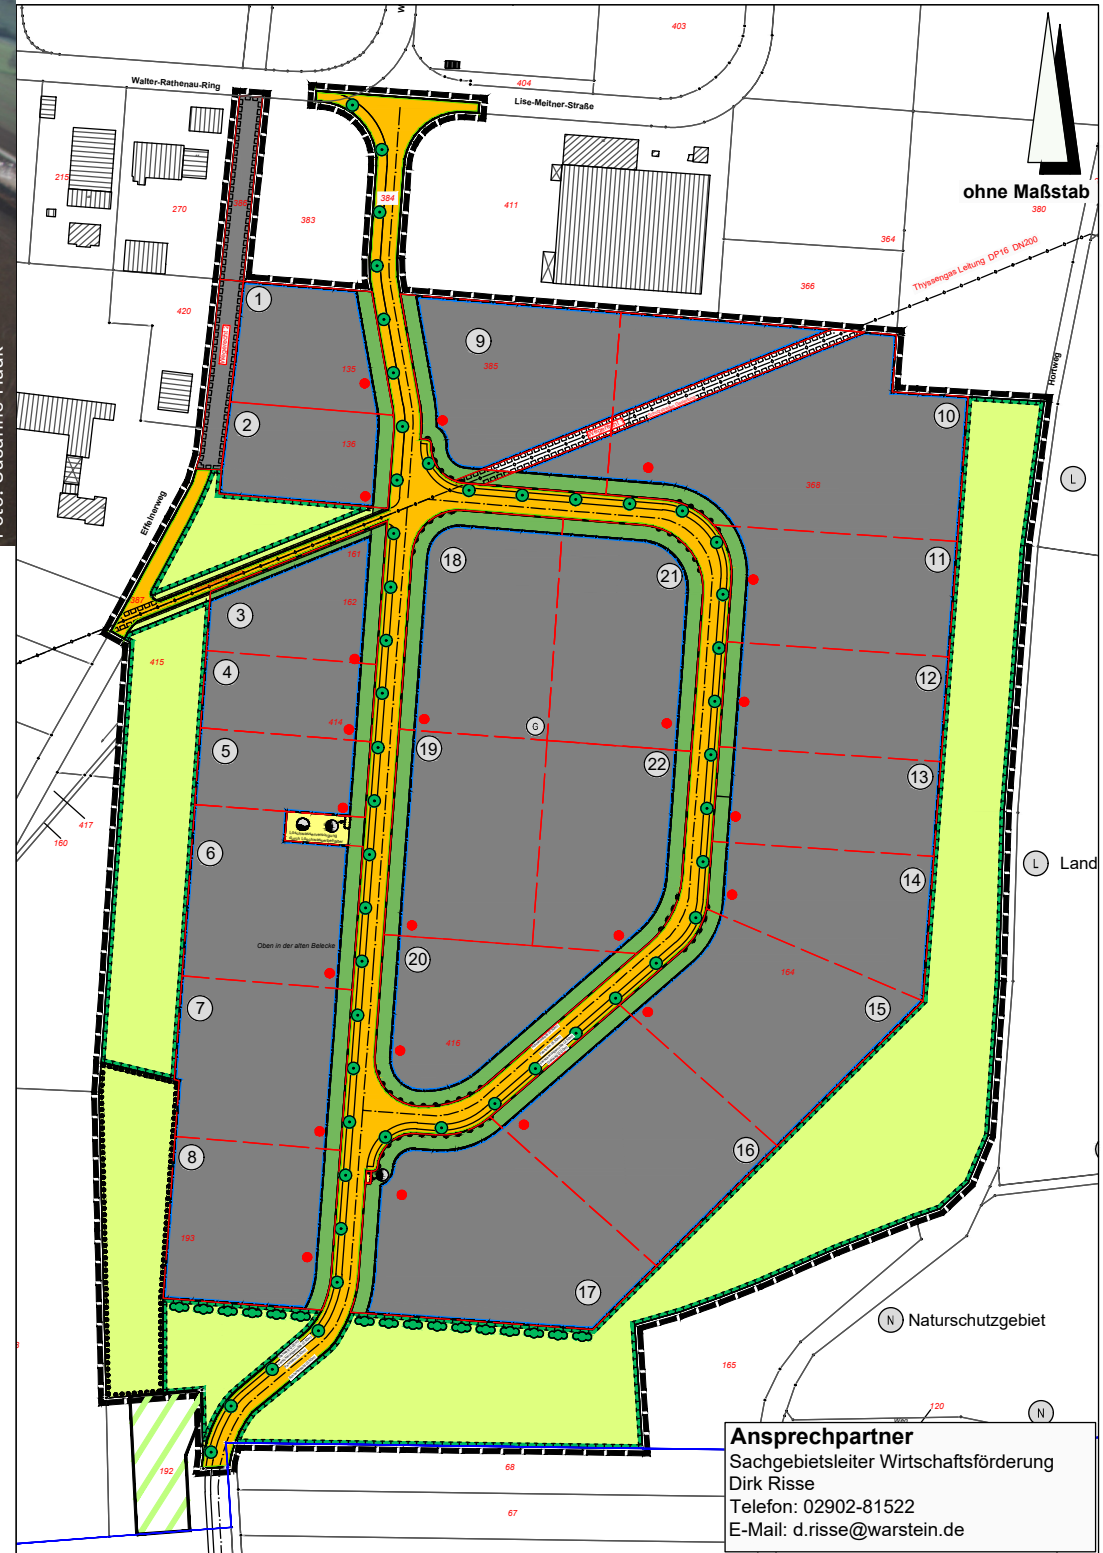 403
404
Walter-Rathenau-Ring
Lise-Meitner-Straße
ohne Maßstab
215
270
386
383
384
411
380
364
Thyssengas Leitung DP16 DN200
366
420
1
9
385
135
Hortweg
2
136
10
368
L
Effelnerweg
161
18
21
11
387
3
162
415
4
12
414
G
5
19
22
13
417
160
6
14
L
Land
Oben in der alten Belecke
20
164
7
15
416
8
16
193
17
N
Naturschutzgebiet
165
120
N
192
68
67
Ansprechpartner
Sachgebietsleiter Wirtschaftsförderung
Dirk Risse
Telefon: 02902-81522
E-Mail: d.risse@warstein.de